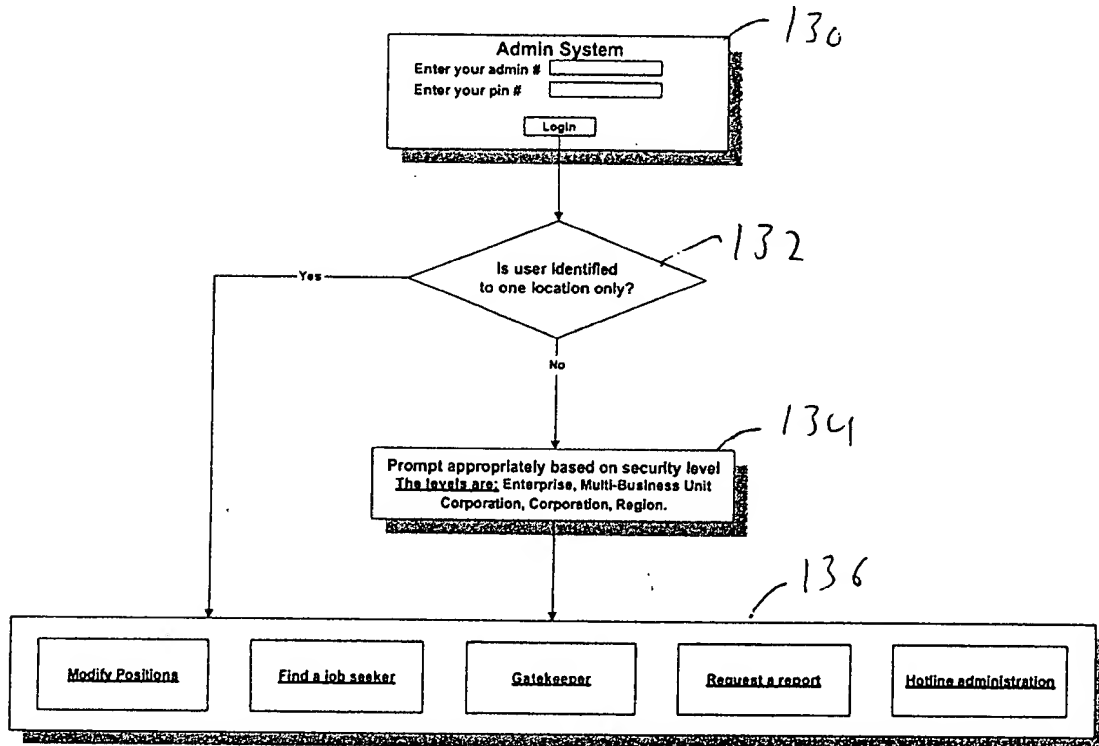 130
Admin System
Enter your admin #
Enter your pin #
Login
132
Is user identified
to one location only?
Yes
No
134
Prompt appropriately based on security level
The levels are: Enterprise, Multi-Business Unit
Corporation, Corporation, Region.
136
Modify Positions
Find a job seeker
Gatekeeper
Request a report
Hotline administration